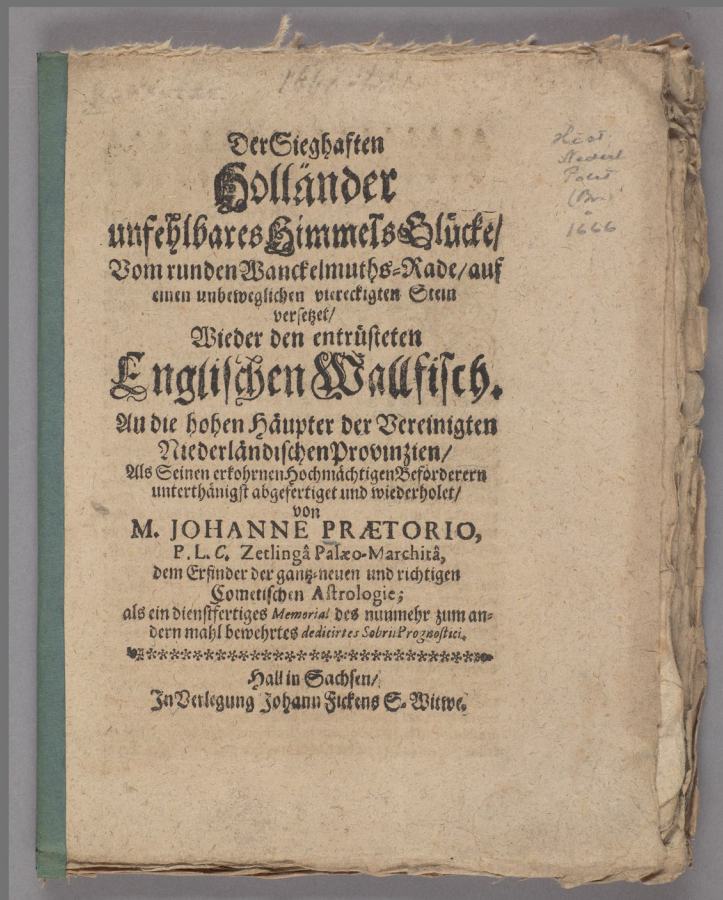 Der Sieghaften
Holländer
unfehlbares Himmels-Glücke/
Vom runden Wanckelmuths-Rade/ auf
einen unbeweglichen viereckigten Stein
versetzet/
Wieder den entrüsteten
Englischen Wallfisch.
An die hohen Häupter der Vereinigten
Niederländischen Provinzien/
Als Seinen erkohrnen Hochmächtigen Beförderern
unterthänigst abgefertiget und wiederholet/
von
M. JOHANNE PRÆTORIO,
P. L. C. Zetlingâ Palæo-Marchitâ,
dem Erfinder der gantz-neuen und richtigen
Cometischen Astrologie;
als ein dienstfertiges Memorial des nunmehr zum an-
dern mahl bewehrtes dedicirtes Sobrii Prognostici.
Hall in Sachsen/
In Verlegung Johann Fickens S. Witwe.
Hist.
1666